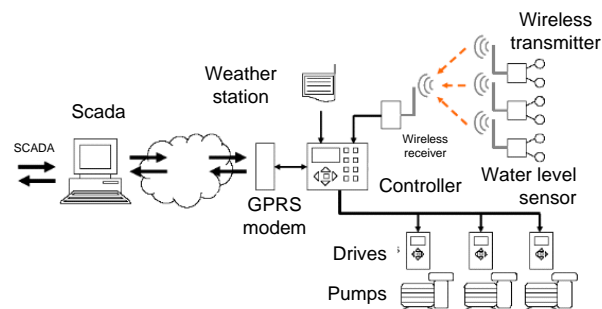 Wireless
transmitter
Weather
station
Scada
SCADA
Wireless
receiver
GPRS
modem
Controller
Water level
sensor
Drives
Pumps